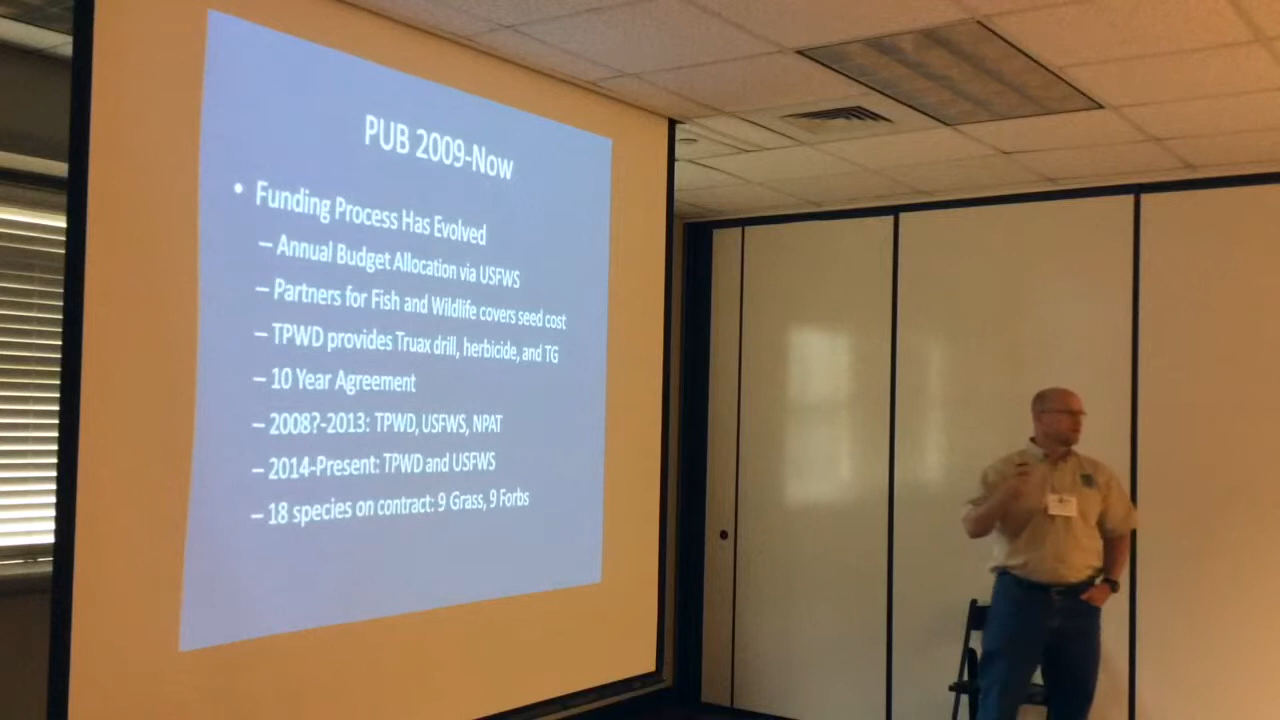 PUB 2009-Now
• Funding Process Has Evolved
– Annual Budget Allocation via USFWS
– Partners for Fish and Wildlife covers seed cost
– TPWD provides Truax drill, herbicide, and TG
– 10 Year Agreement
– 2008?-2013: TPWD, USFWS, NPAT
– 2014-Present: TPWD and USFWS
– 18 species on contract: 9 Grass, 9 Forbs